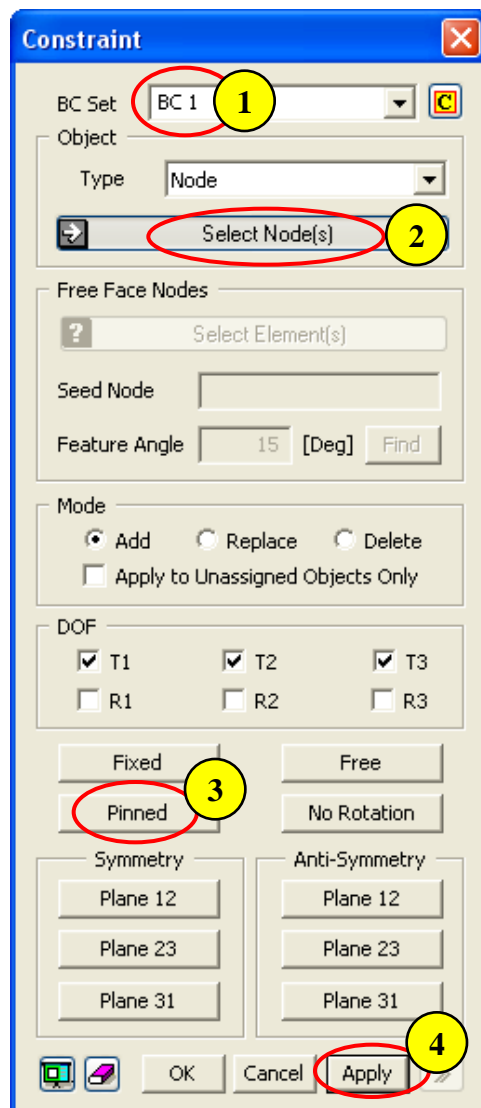 Constraint
BC Set BC 1 1 C
Object
Type Node
Select Node(s) 2
Free Face Nodes
? Select Element(s)
Seed Node
Feature Angle 15 [Deg] Find
Mode
Add Replace Delete
Apply to Unassigned Objects Only
DOF
T1 T2 T3
R1 R2 R3
Fixed Free
3
Pinned No Rotation
Symmetry Anti-Symmetry
Plane 12 Plane 12
Plane 23 Plane 23
Plane 31 Plane 31
4
OK Cancel Apply